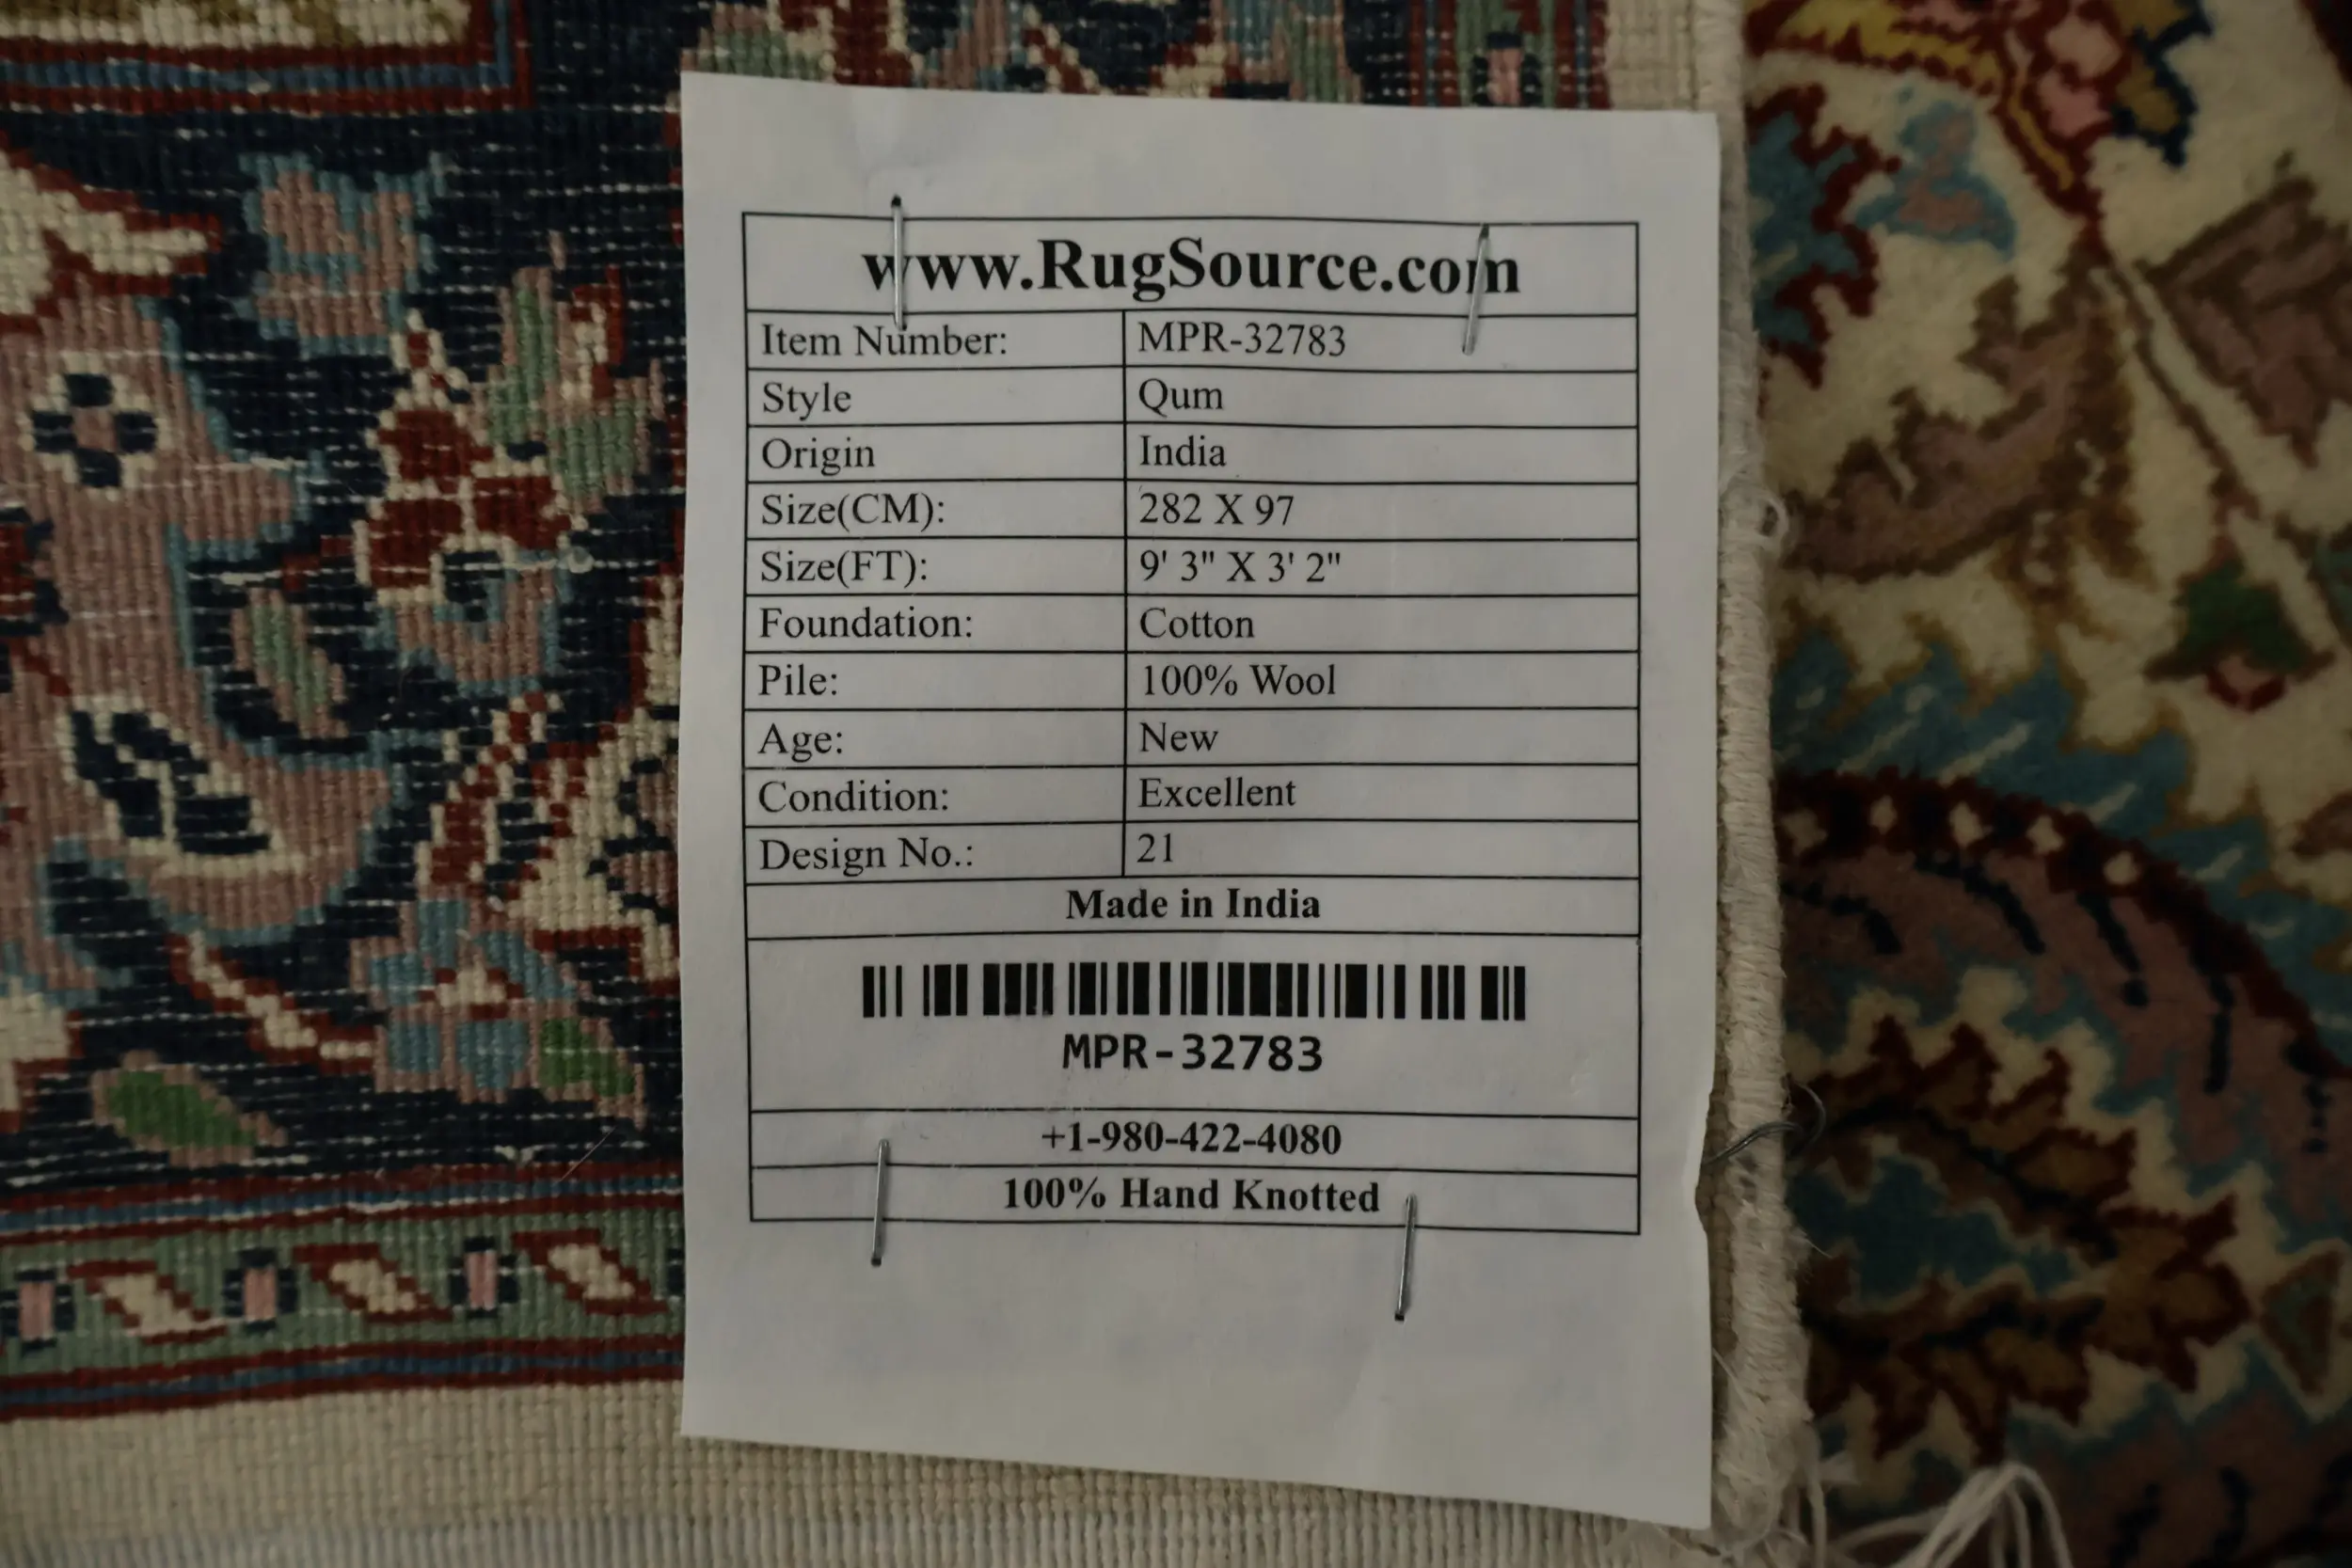 www.RugSource.com
Item Number: MPR-32783
Style Qum
Origin India
Size(CM): 282 X 97
Size(FT): 9' 3" X 3' 2"
Foundation: Cotton
Pile: 100% Wool
Age: New
Condition: Excellent
Design No.: 21
Made in India
MPR-32783
+1-980-422-4080
100% Hand Knotted